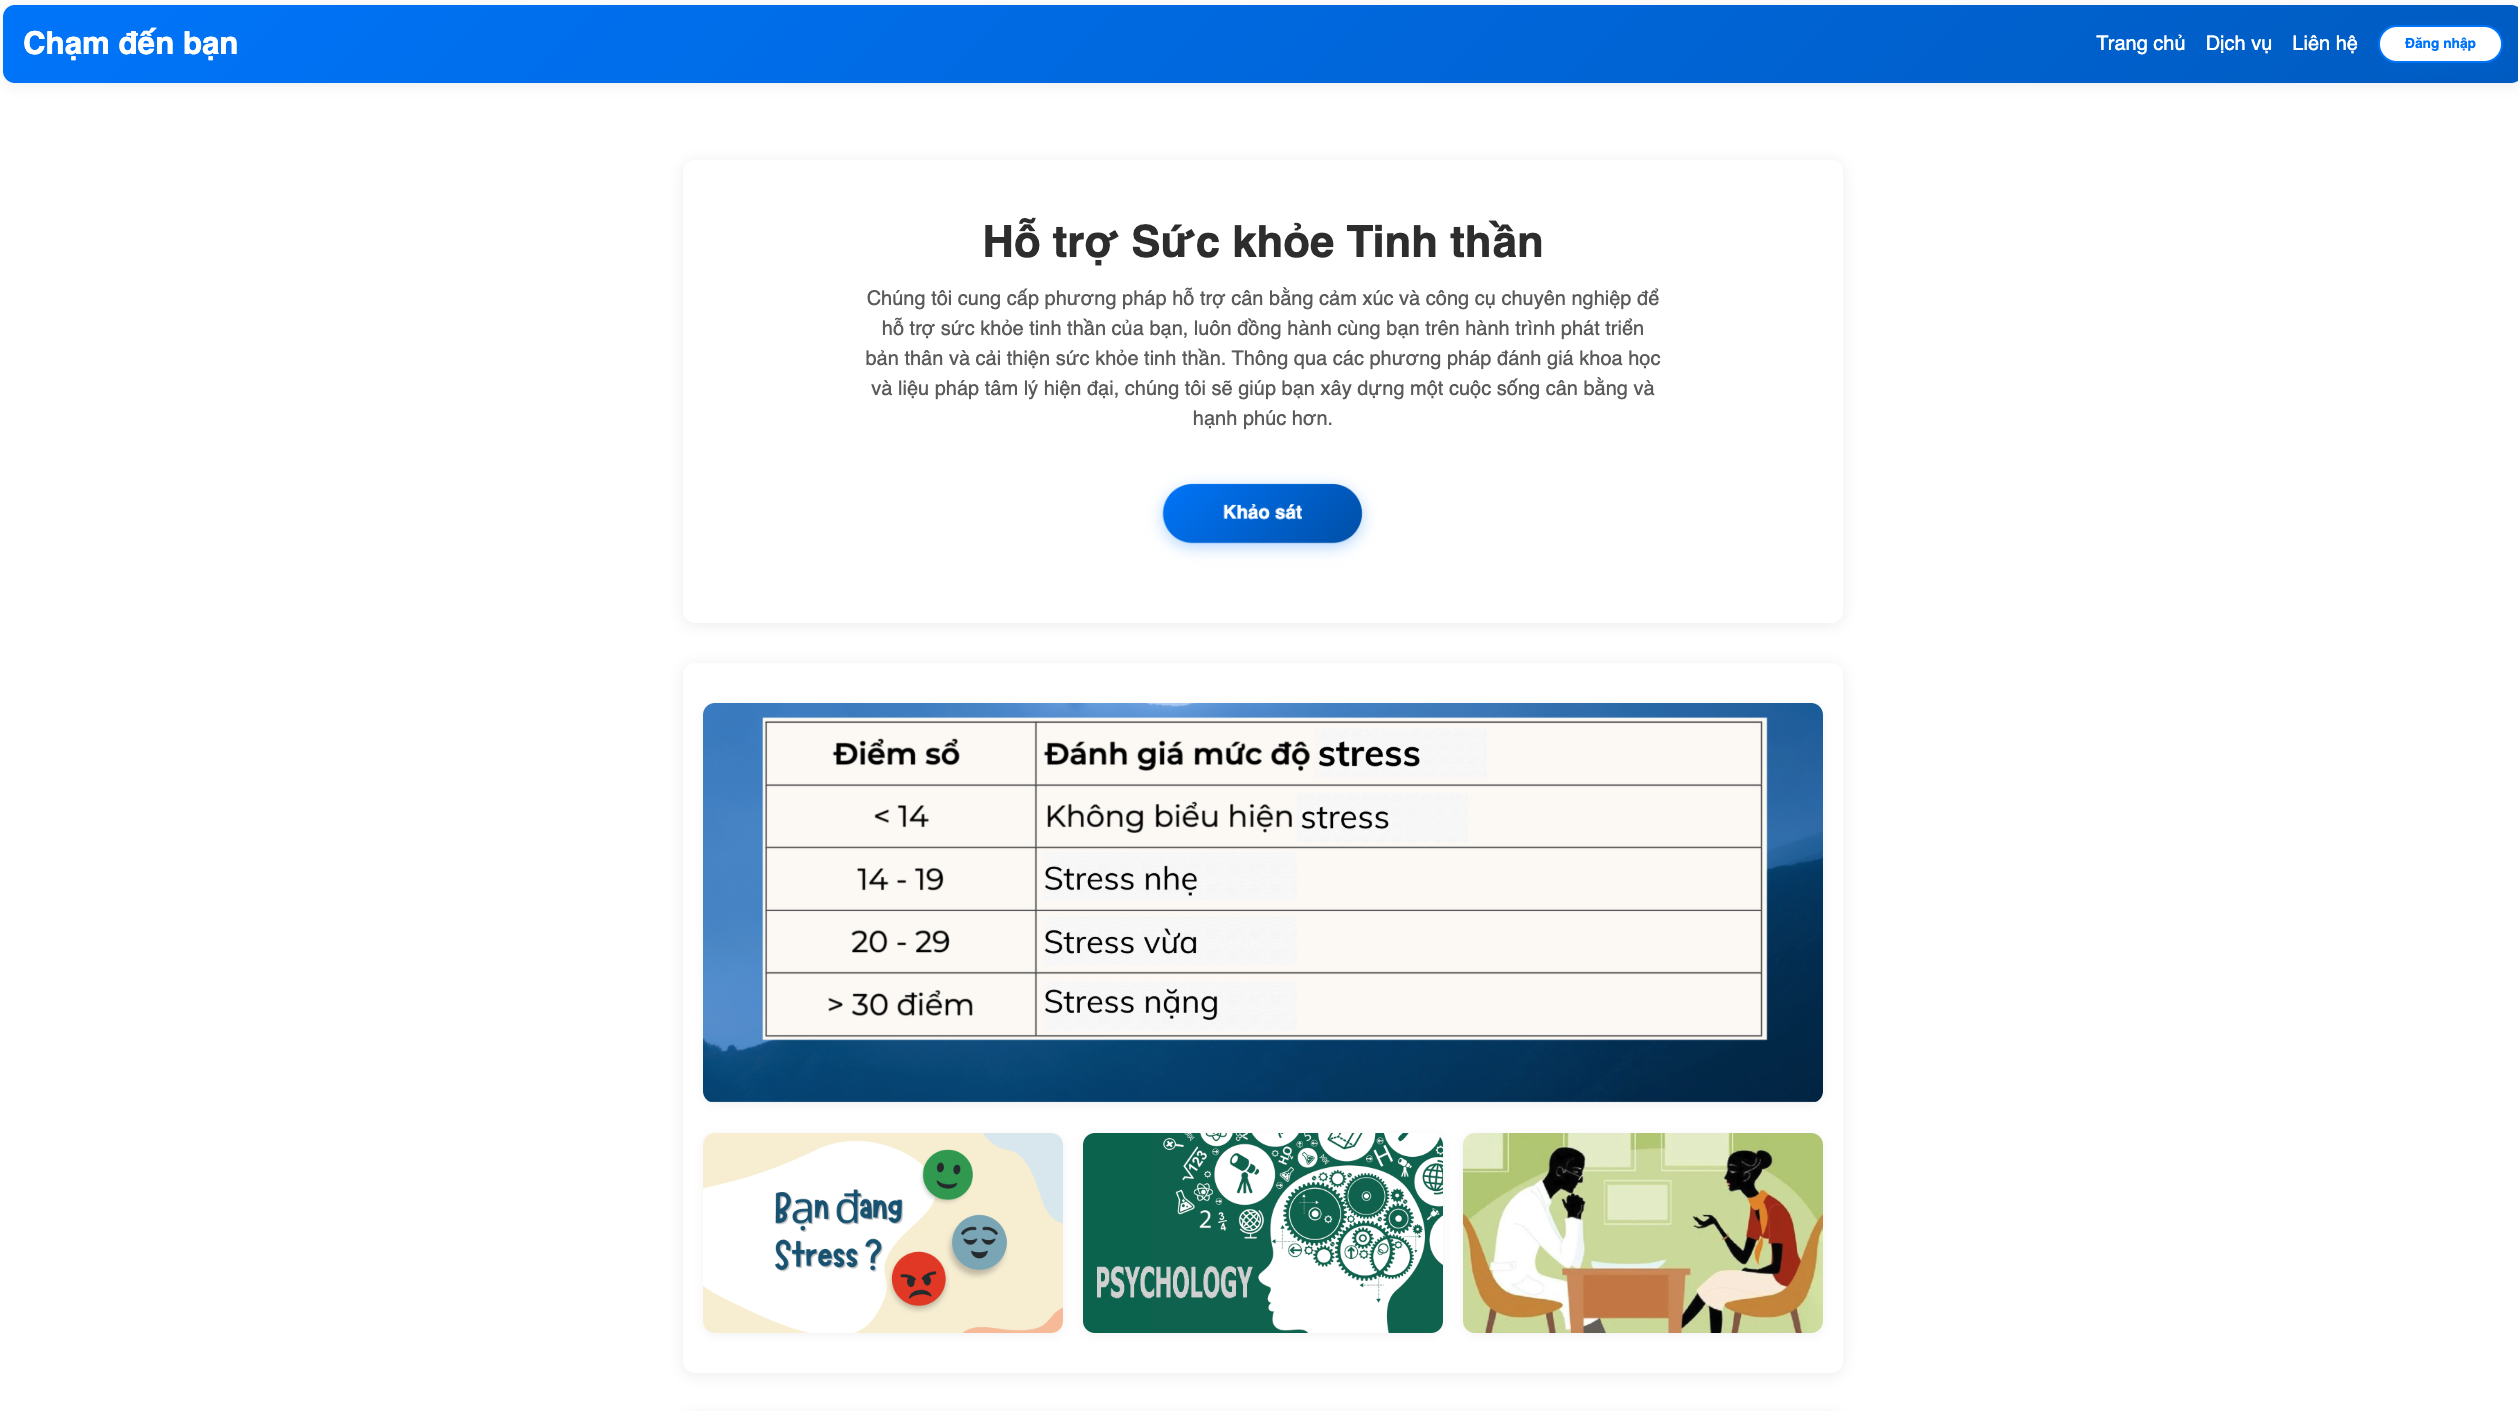 Chạm đến bạn
Trang chủ Dịch vụ Liên hệ Đăng nhập
Hỗ trợ Sức khỏe Tinh thần
Chúng tôi cung cấp phương pháp hỗ trợ cân bằng cảm xúc và công cụ chuyên nghiệp để
hỗ trợ sức khỏe tinh thần của bạn, luôn đồng hành cùng bạn trên hành trình phát triển
bản thân và cải thiện sức khỏe tinh thần. Thông qua các phương pháp đánh giá khoa học
và liệu pháp tâm lý hiện đại, chúng tôi sẽ giúp bạn xây dựng một cuộc sống cân bằng và
hạnh phúc hơn.
Khảo sát
Điểm sổ Đánh giá mức độ stress
< 14 Không biểu hiện stress
14 - 19 Stress nhẹ
20 - 29 Stress vừa
> 30 điểm Stress nặng
Bạn đang
Stress ?
√123
H₂O
2 3/4
PSYCHOLOGY